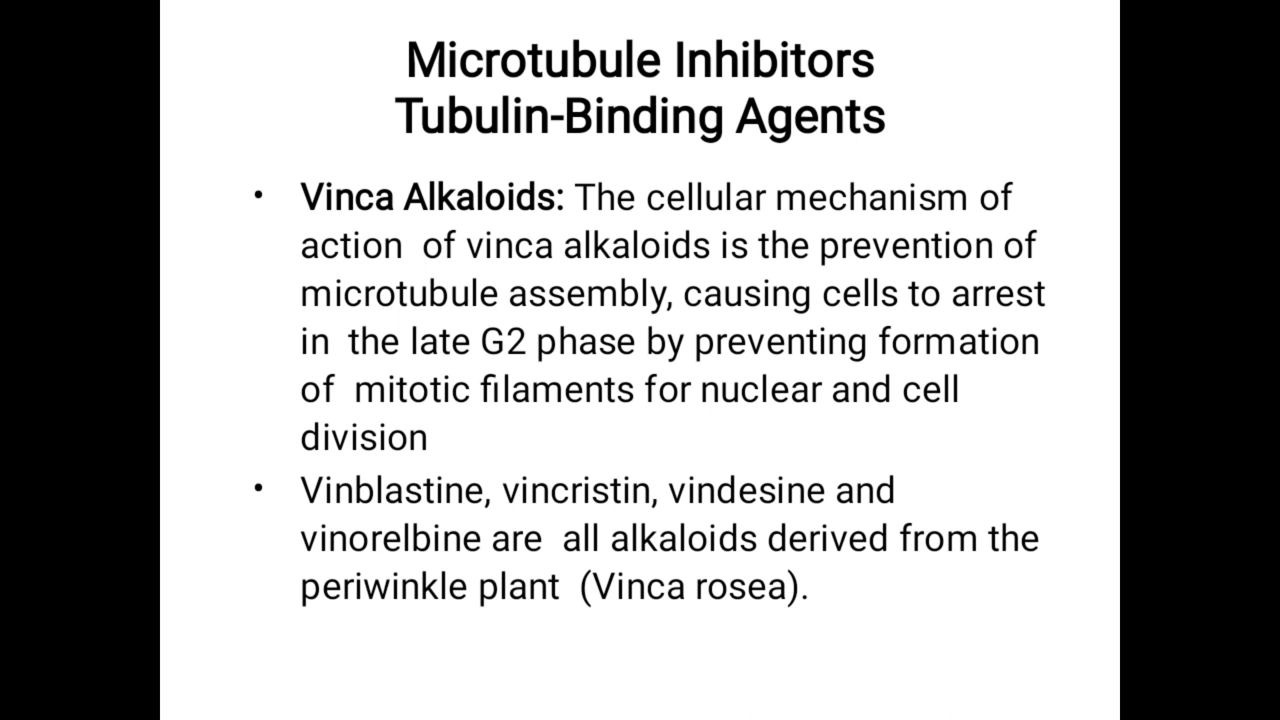 Microtubule Inhibitors
Tubulin-Binding Agents
• Vinca Alkaloids: The cellular mechanism of
action of vinca alkaloids is the prevention of
microtubule assembly, causing cells to arrest
in the late G2 phase by preventing formation
of mitotic filaments for nuclear and cell
division
• Vinblastine, vincristin, vindesine and
vinorelbine are all alkaloids derived from the
periwinkle plant (Vinca rosea).